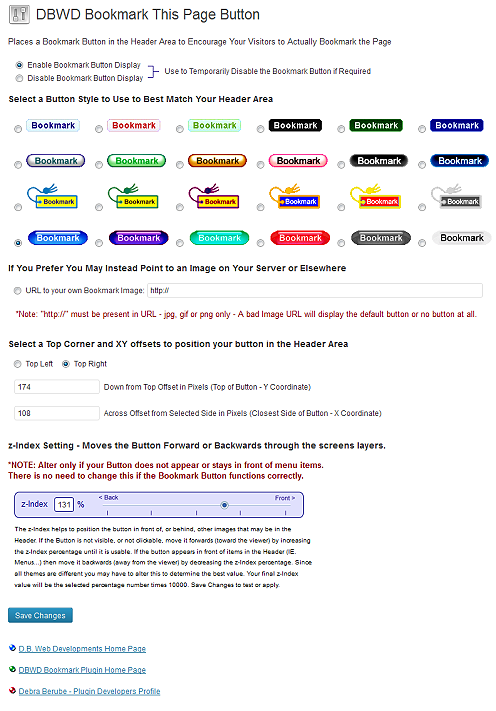 DBWD Bookmark This Page Button
Places a Bookmark Button in the Header Area to Encourage Your Visitors to Actually Bookmark the Page
Enable Bookmark Button Display
Disable Bookmark Button Display
Use to Temporarily Disable the Bookmark Button if Required
Select a Button Style to Use to Best Match Your Header Area
Bookmark Bookmark Bookmark Bookmark Bookmark Bookmark
Bookmark Bookmark Bookmark Bookmark Bookmark Bookmark
Bookmark Bookmark Bookmark Bookmark Bookmark Bookmark
Bookmark Bookmark Bookmark Bookmark Bookmark Bookmark
If You Prefer You May Instead Point to an Image on Your Server or Elsewhere
URL to your own Bookmark Image: http://
*Note: "http://" must be present in URL - jpg, gif or png only - A bad Image URL will display the default button or no button at all.
Select a Top Corner and XY offsets to position your button in the Header Area
Top Left Top Right
174 Down from Top Offset in Pixels (Top of Button - Y Coordinate)
108 Across Offset from Selected Side in Pixels (Closest Side of Button - X Coordinate)
z-Index Setting - Moves the Button Forward or Backwards through the screens layers.
*NOTE: Alter only if your Button does not appear or stays in front of menu items.
There is no need to change this if the Bookmark Button functions correctly.
z-Index 131 % < Back Front >
The z-Index helps to position the button in front of, or behind, other images that may be in the
Header. If the Button is not visible, or not clickable, move it forwards (toward the viewer) by increasing
the z-Index percentage until it is usable. If the button appears in front of items in the Header (IE.
Menus...) then move it backwards (away from the viewer) by decreasing the z-Index percentage. Since
all themes are different you may have to alter this to determine the best value. Your final z-Index
value will be the selected percentage number times 10000. Save Changes to test or apply.
Save Changes
D.B. Web Developments Home Page
DBWD Bookmark Plugin Home Page
Debra Berube - Plugin Developers Profile